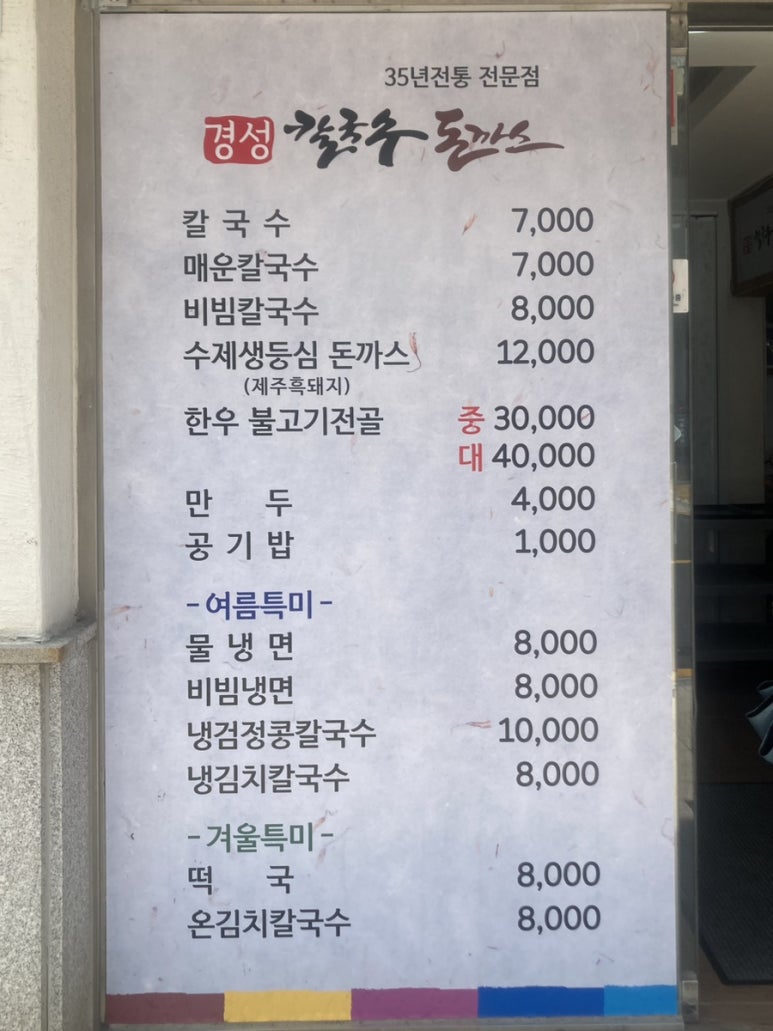 35년전통 전문점
경성 칼국수 돈까스
칼 국 수 7,000
매운칼국수 7,000
비빔칼국수 8,000
수제생등심 돈까스 12,000
(제주흑돼지)
한우 불고기전골 중 30,000
대 40,000
만 두 4,000
공 기 밥 1,000
-여름특미-
물 냉 면 8,000
비빔냉면 8,000
냉검정콩칼국수 10,000
냉김치칼국수 8,000
-겨울특미-
떡 국 8,000
온김치칼국수 8,000